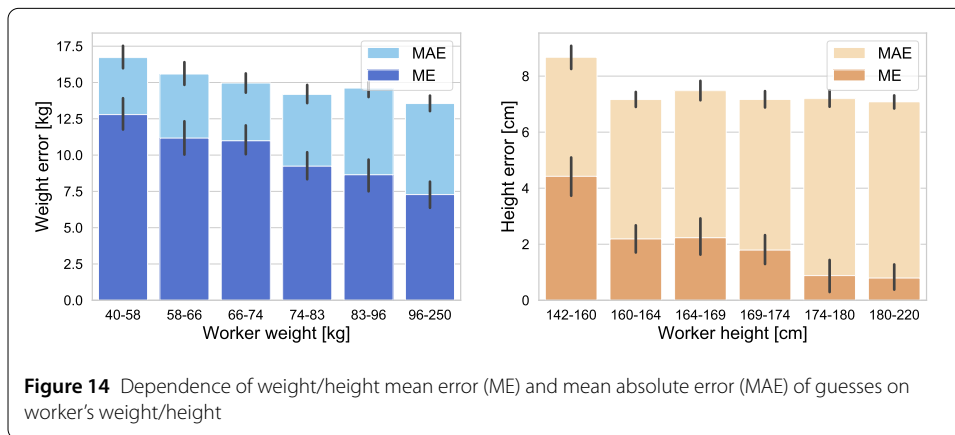 17.5
15.0
12.5
10.0
7.5
5.0
2.5
0.0
Weight error [kg]
MAE
ME
40-58 58-66 66-74 74-83 83-96 96-250
Worker weight [kg]
8
6
4
2
0
Height error [cm]
MAE
ME
142-160 160-164 164-169 169-174 174-180 180-220
Worker height [cm]
Figure 14 Dependence of weight/height mean error (ME) and mean absolute error (MAE) of guesses on
worker's weight/height